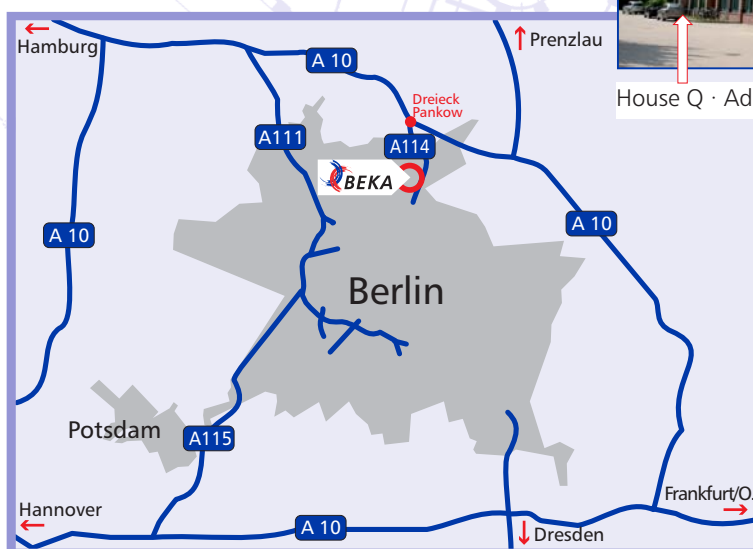 Hamburg
Prenzlau
A 10
House Q · Ad
Dreieck
Pankow
A111
A114
BEKA
A 10
A 10
Berlin
Potsdam
A115
Hannover
Frankfurt/O.
A 10
Dresden